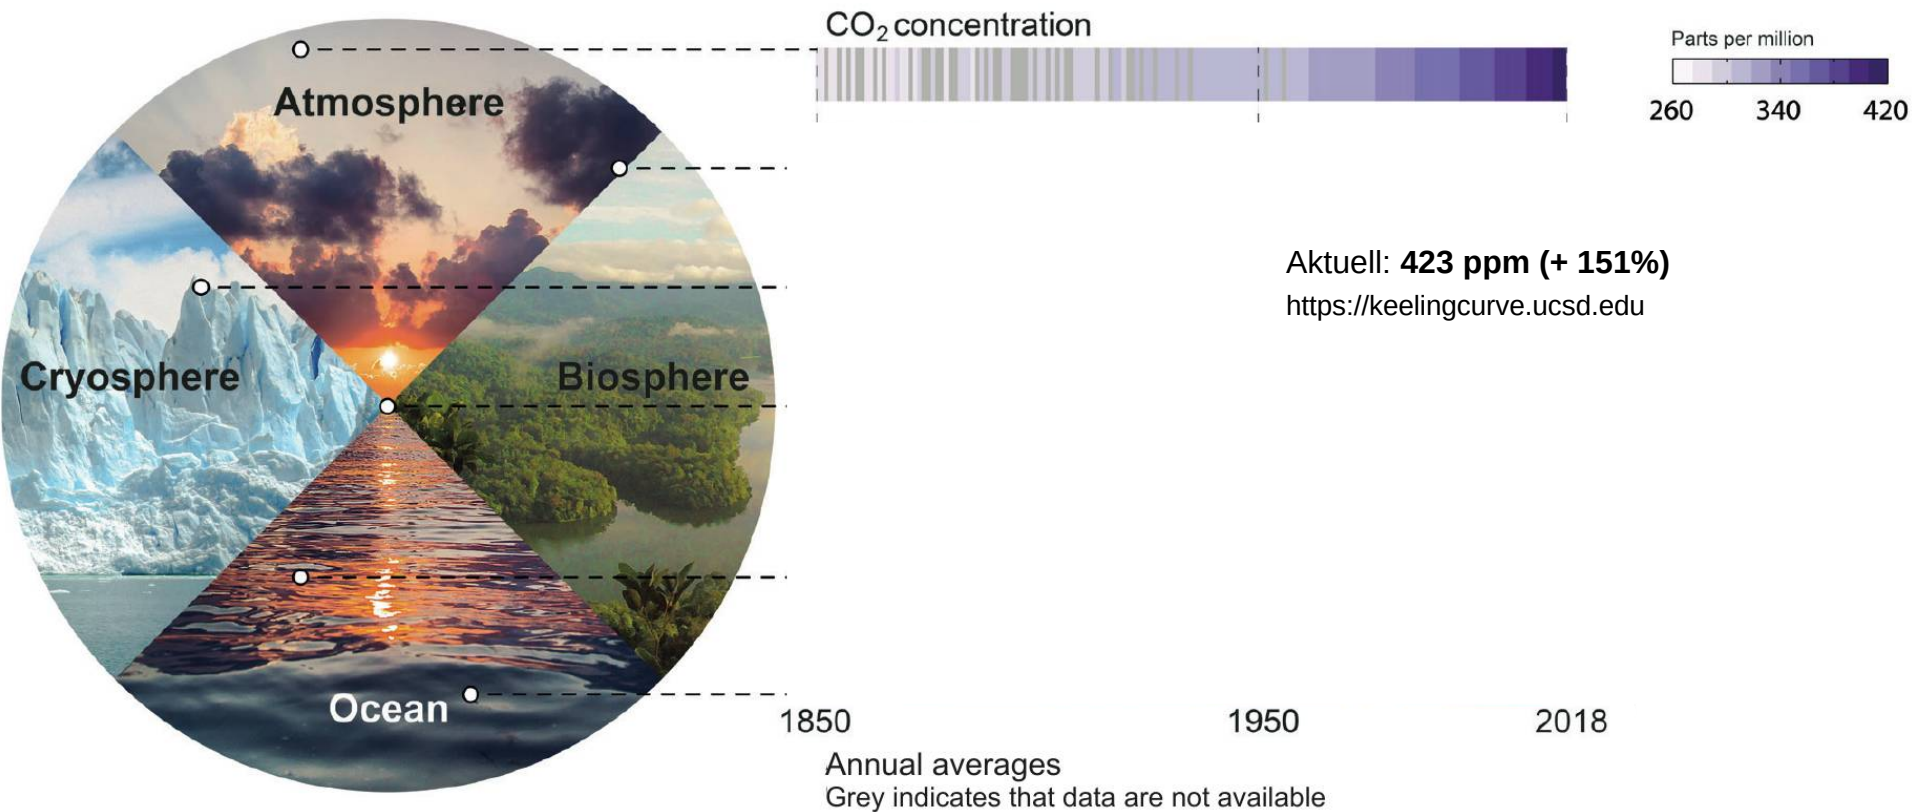 CO₂ concentration
Parts per million
260 340 420
Atmosphere
Aktuell: 423 ppm (+ 151%)
https://keelingcurve.ucsd.edu
Cryosphere
Biosphere
Ocean
1850 1950 2018
Annual averages
Grey indicates that data are not available